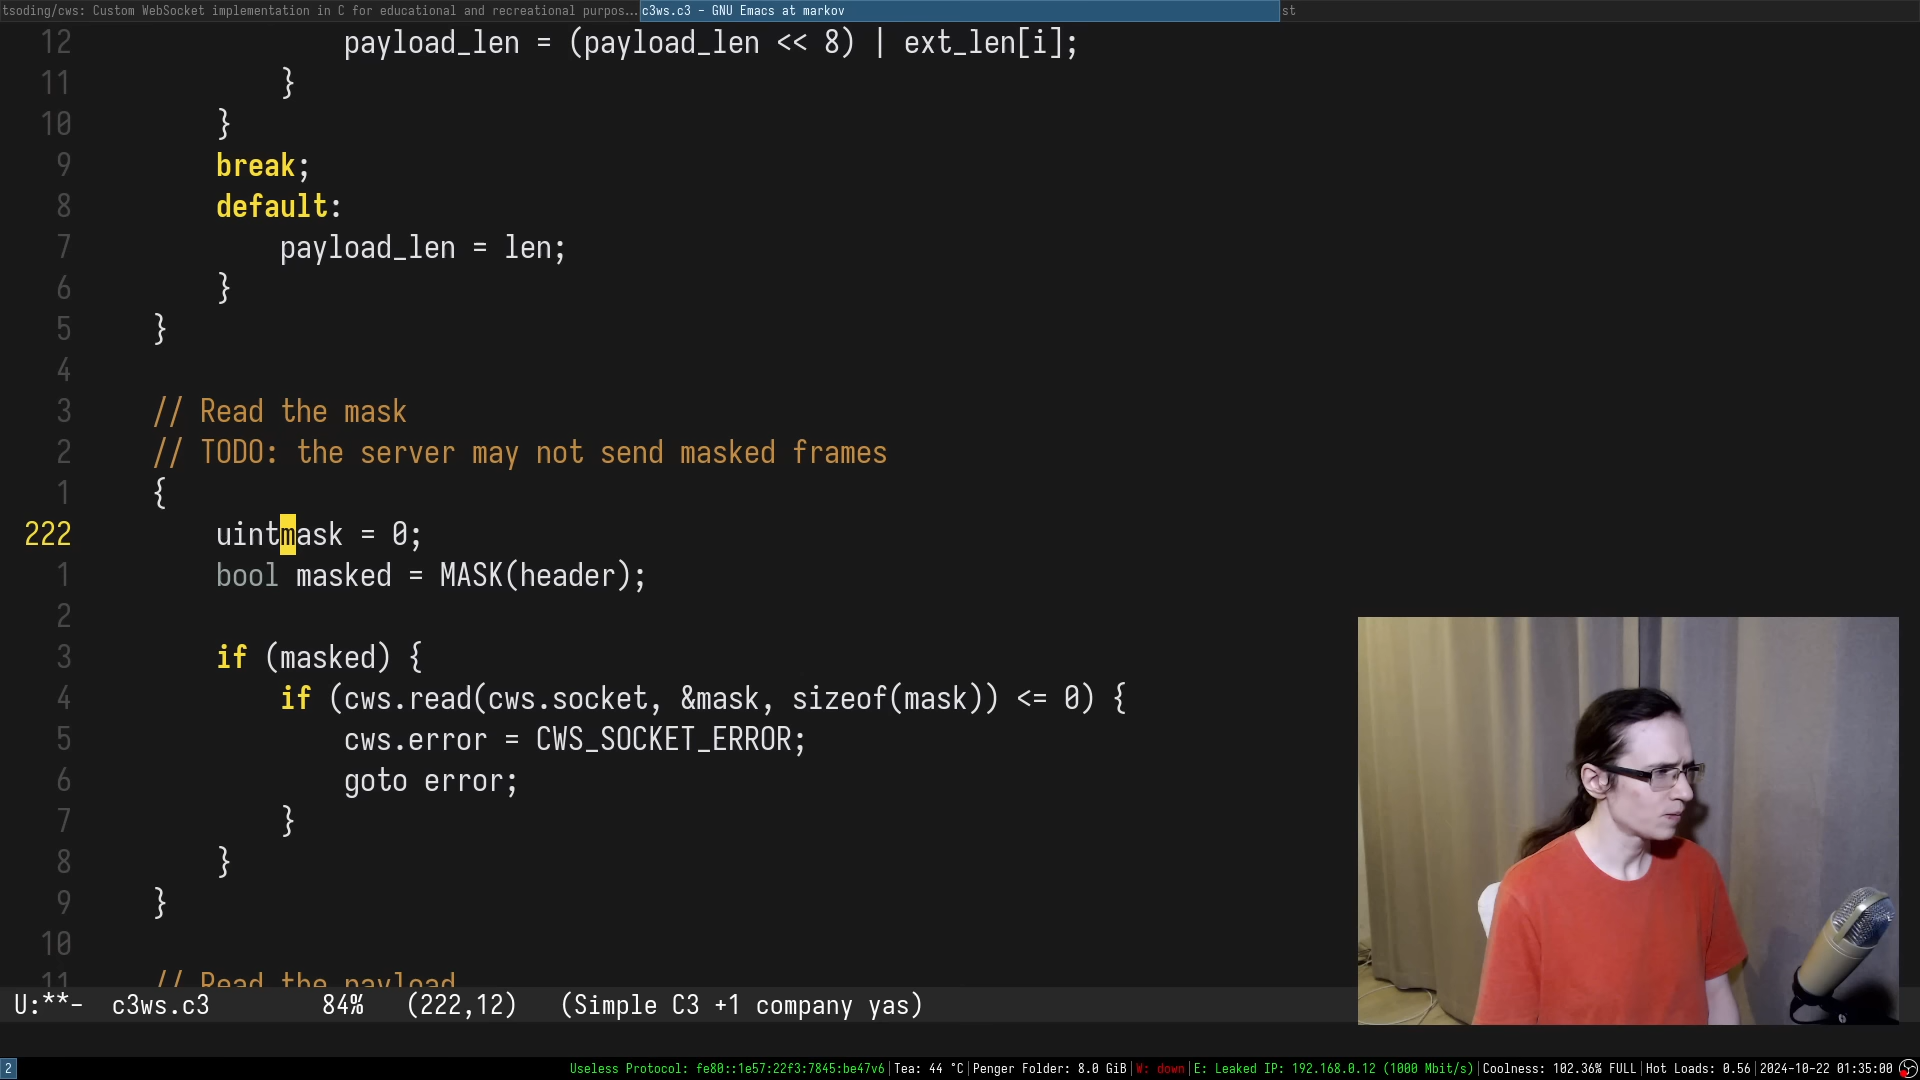 tsoding/cws: Custom WebSocket implementation in C for educational and recreational purpos... c3ws.c3 – GNU Emacs at markov st
12 payload_len = (payload_len << 8) | ext_len[i];
11 }
10 }
9 break;
8 default:
7 payload_len = len;
6 }
5 }
4
3 // Read the mask
2 // TODO: the server may not send masked frames
1 {
222 uintmask = 0;
1 bool masked = MASK(header);
2
3 if (masked) {
4 if (cws.read(cws.socket, &mask, sizeof(mask)) <= 0) {
5 cws.error = CWS_SOCKET_ERROR;
6 goto error;
7 }
8 }
9 }
10
11 // Read the payload
U:**- c3ws.c3 84% (222,12) (Simple C3 +1 company yas)
2 Useless Protocol: fe80::1e57:22f3:7845:be47v6|Tea: 44 °C|Penger Folder: 8.0 GiB|W: down|E: Leaked IP: 192.168.0.12 (1000 Mbit/s)|Coolness: 102.36% FULL|Hot Loads: 0.56|2024-10-22 01:35:00